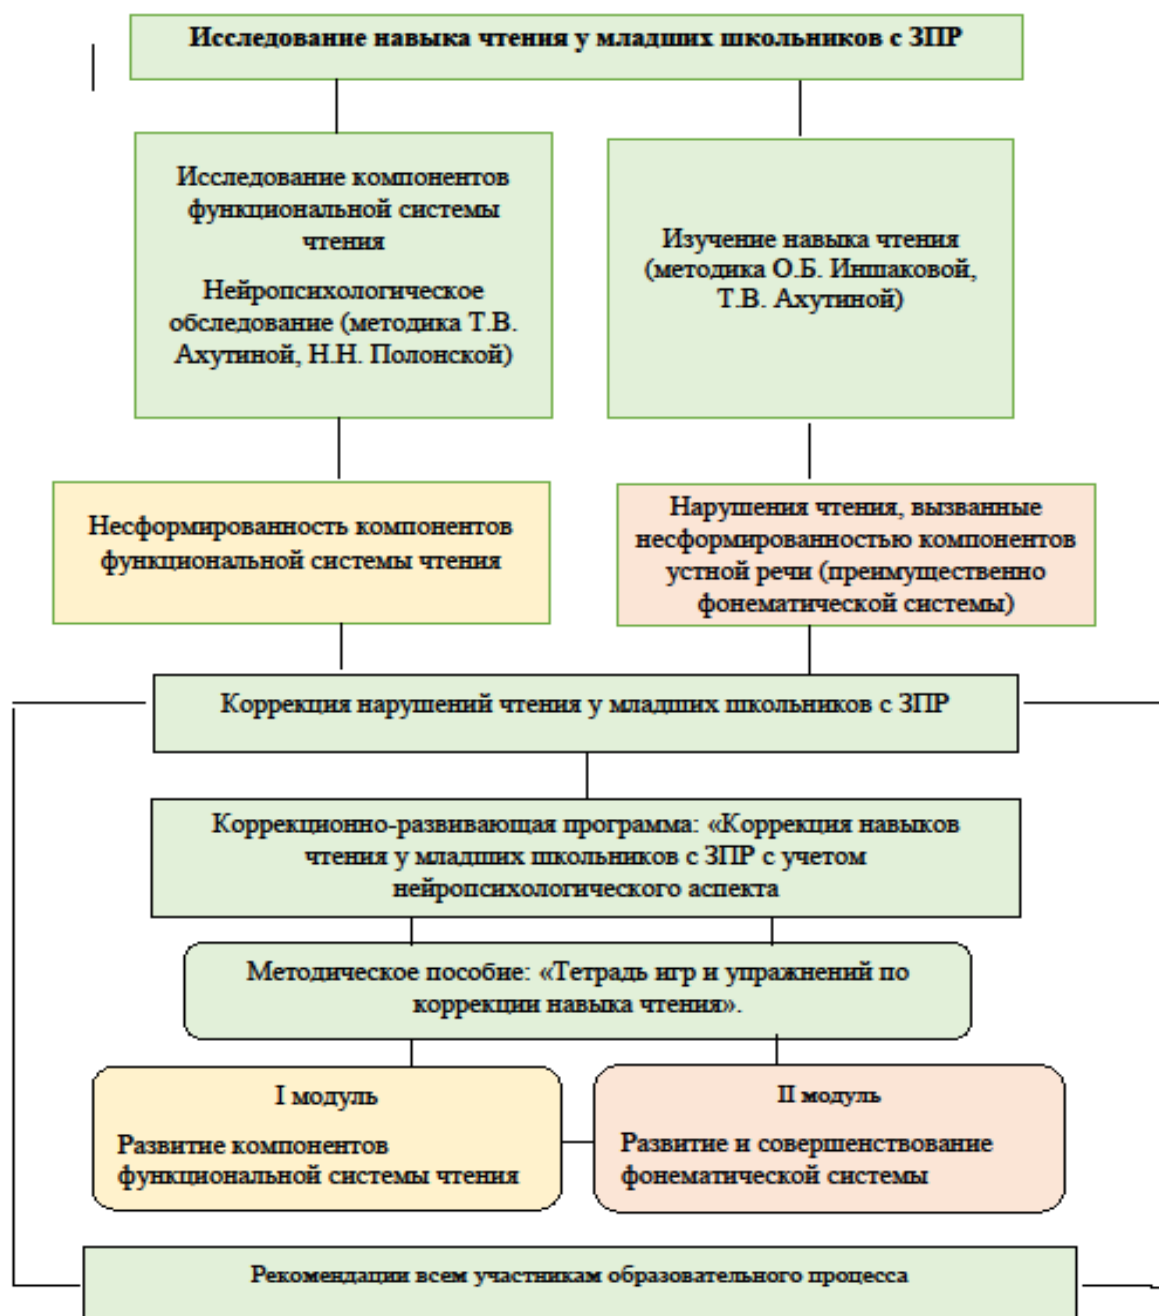 Исследование навыка чтения у младших школьников с ЗПР
Исследование компонентов
функциональной системы
чтения
Нейропсихологическое
обследование (методика Т.В.
Ахутиной, Н.Н. Полонской)
Изучение навыка чтения
(методика О.Б. Иншаковой,
Т.В. Ахутиной)
Несформированность компонентов
функциональной системы чтения
Нарушения чтения, вызванные
несформированностью компонентов
устной речи (преимущественно
фонематической системы)
Коррекция нарушений чтения у младших школьников с ЗПР
Коррекционно-развивающая программа: «Коррекция навыков
чтения у младших школьников с ЗПР с учетом
нейропсихологического аспекта
Методическое пособие: «Тетрадь игр и упражнений по
коррекции навыка чтения».
I модуль
Развитие компонентов
функциональной системы чтения
II модуль
Развитие и совершенствование
фонематической системы
Рекомендации всем участникам образовательного процесса